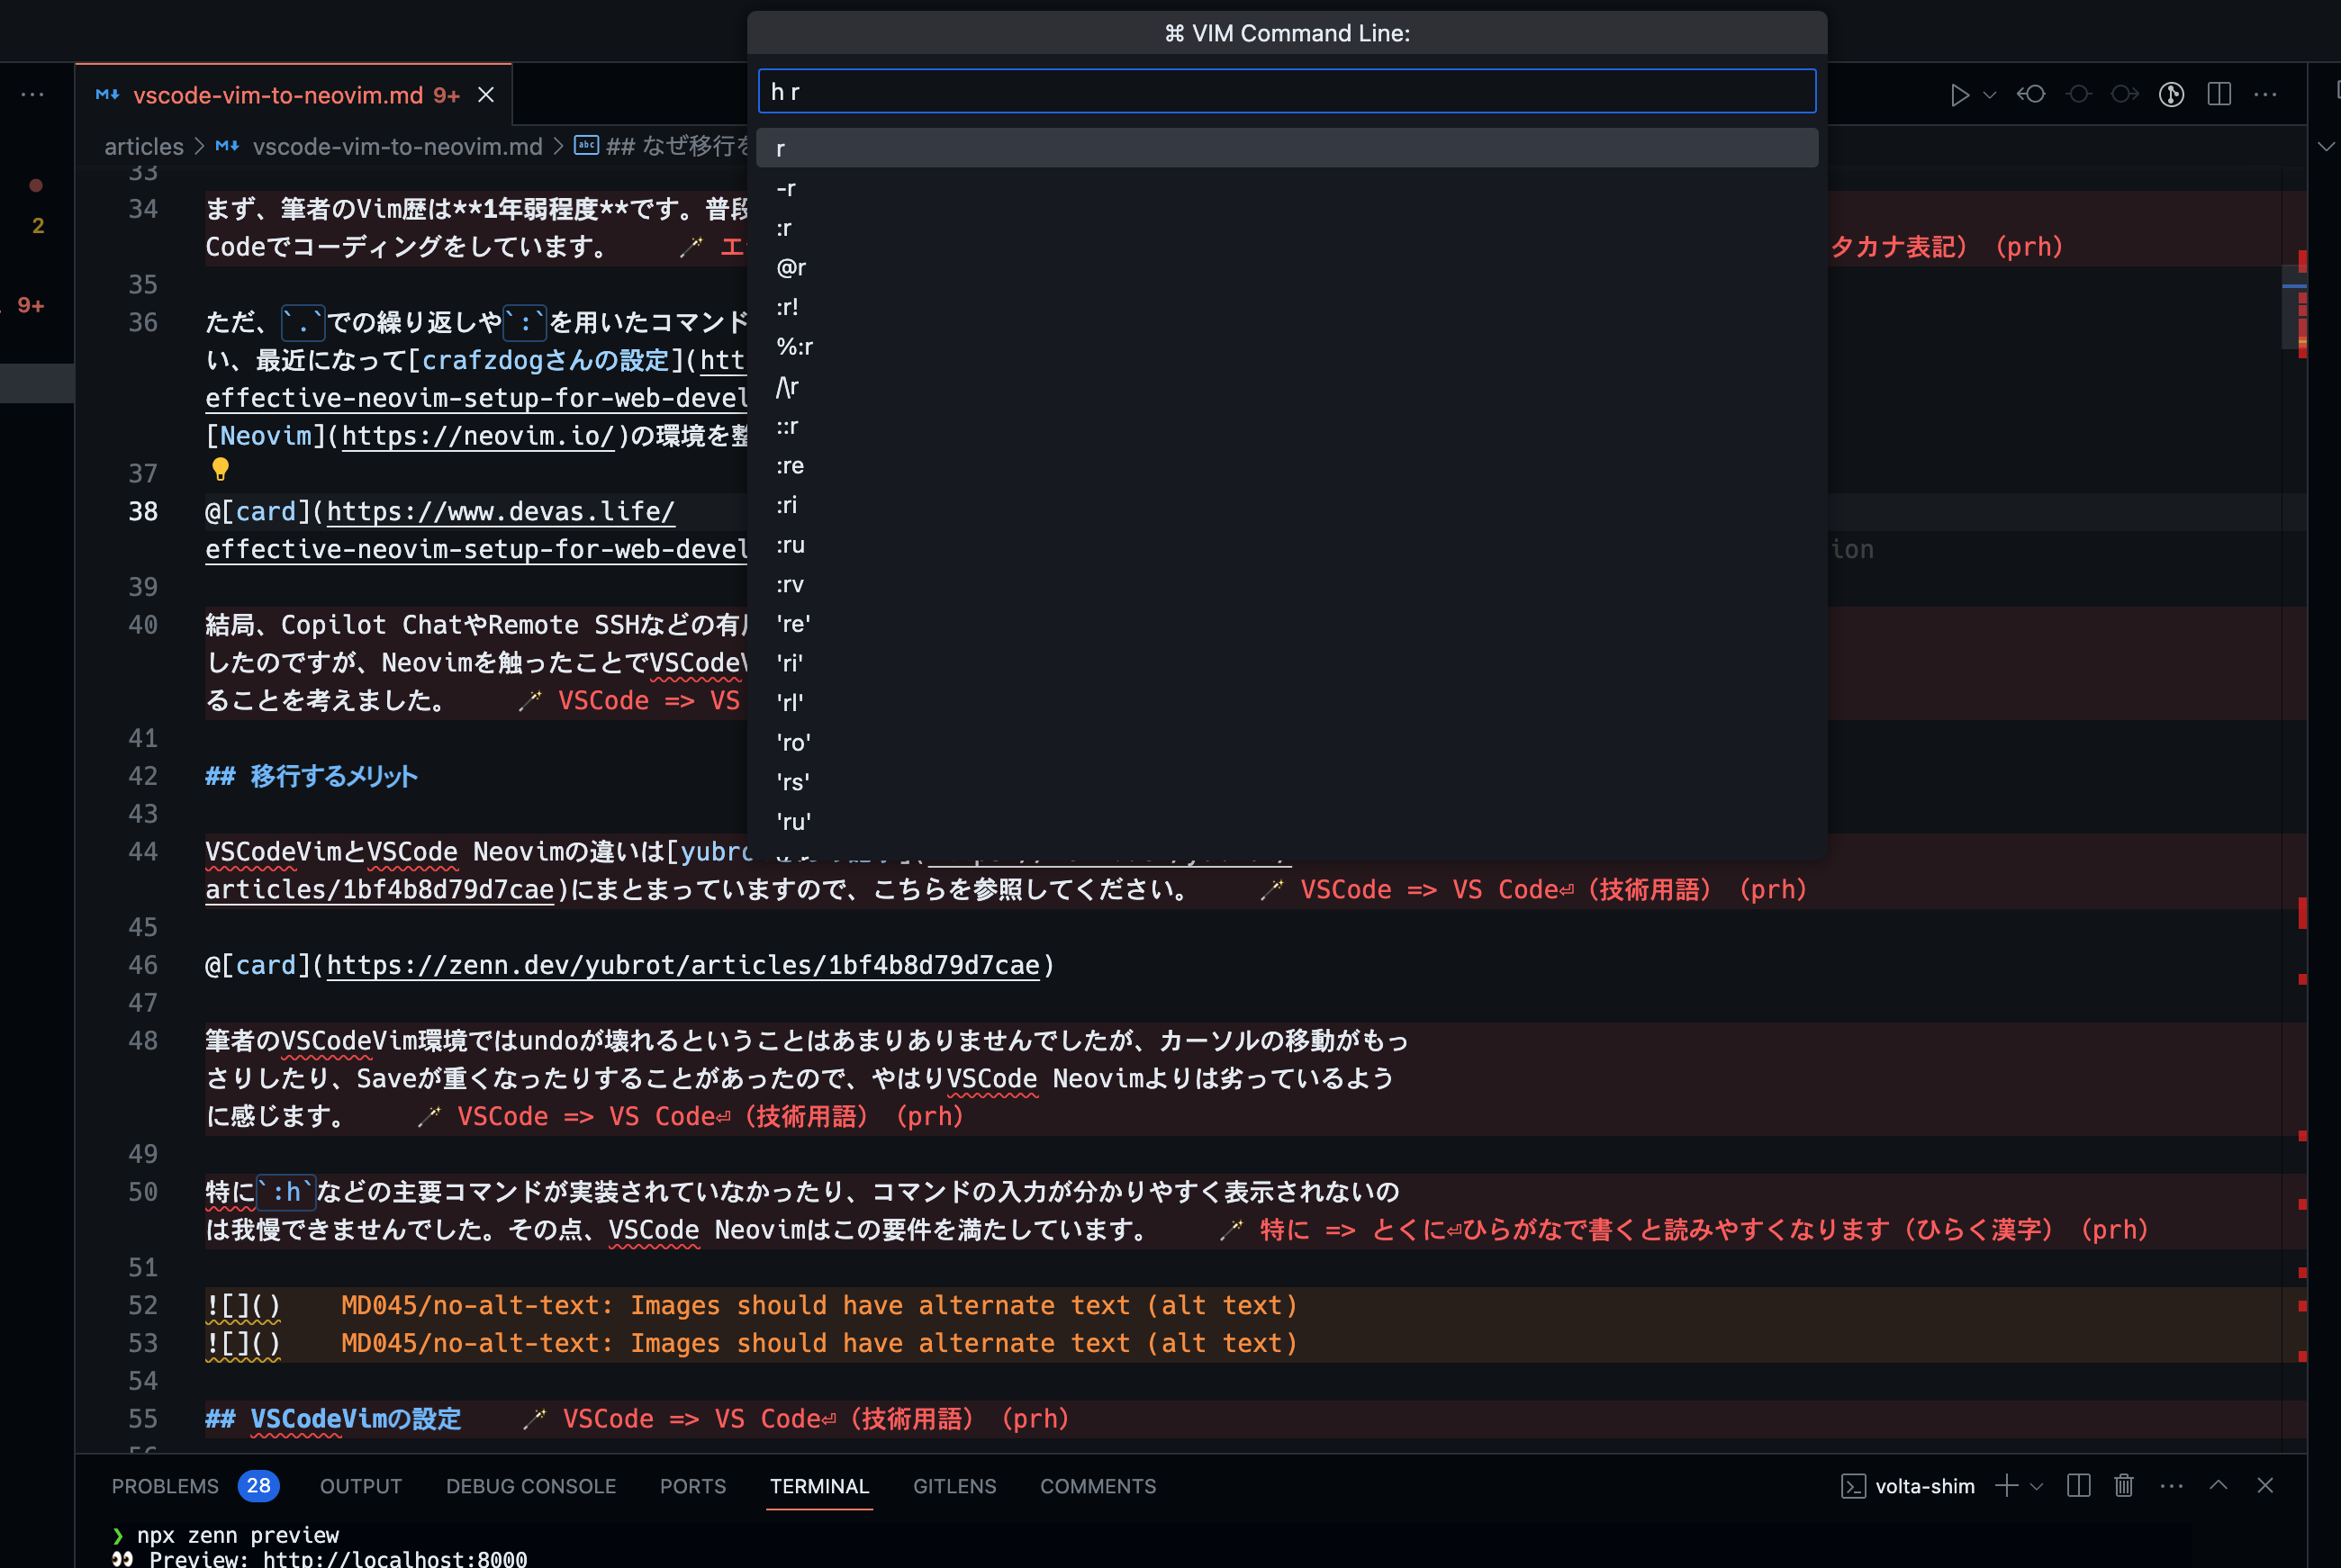 ⌘ VIM Command Line:
h r
r
-r
:r
@r
:r!
%:r
/\r
::r
:re
:ri
:ru
:rv
're'
'ri'
'rl'
'ro'
'rs'
'ru'
vscode-vim-to-neovim.md 9+
articles > vscode-vim-to-neovim.md > ## なぜ移行を
2
9+
33
34 まず、筆者のVim歴は**1年弱程度**です。普段
Codeでコーディングをしています。 タカナ表記）（prh）
35
36 ただ、`.`での繰り返しや`:`を用いたコマンド
い、最近になって[crafzdogさんの設定](htt
effective-neovim-setup-for-web-devel
[Neovim](https://neovim.io/)の環境を整
37
38 @[card](https://www.devas.life/
effective-neovim-setup-for-web-devel ion
39
40 結局、Copilot ChatやRemote SSHなどの有
したのですが、Neovimを触ったことでVSCodeV
ることを考えました。 VSCode => VS
41
42 ## 移行するメリット
43
44 VSCodeVimとVSCode Neovimの違いは[yubro
articles/1bf4b8d79d7cae)にまとまっていますので、こちらを参照してください。 VSCode => VS Code⏎（技術用語）（prh）
45
46 @[card](https://zenn.dev/yubrot/articles/1bf4b8d79d7cae)
47
48 筆者のVSCodeVim環境ではundoが壊れるということはあまりありませんでしたが、カーソルの移動がもっ
さりしたり、Saveが重くなったりすることがあったので、やはりVSCode Neovimよりは劣っているよう
に感じます。 VSCode => VS Code⏎（技術用語）（prh）
49
50 特に`:h`などの主要コマンドが実装されていなかったり、コマンドの入力が分かりやすく表示されないの
は我慢できませんでした。その点、VSCode Neovimはこの要件を満たしています。 特に => とくに⏎ひらがなで書くと読みやすくなります（ひらく漢字）（prh）
51
52 ![]() MD045/no-alt-text: Images should have alternate text (alt text)
53 ![]() MD045/no-alt-text: Images should have alternate text (alt text)
54
55 ## VSCodeVimの設定 VSCode => VS Code⏎（技術用語）（prh）
PROBLEMS 28 OUTPUT DEBUG CONSOLE PORTS TERMINAL GITLENS COMMENTS volta-shim
❯ npx zenn preview
👀 Preview: http://localhost:8000